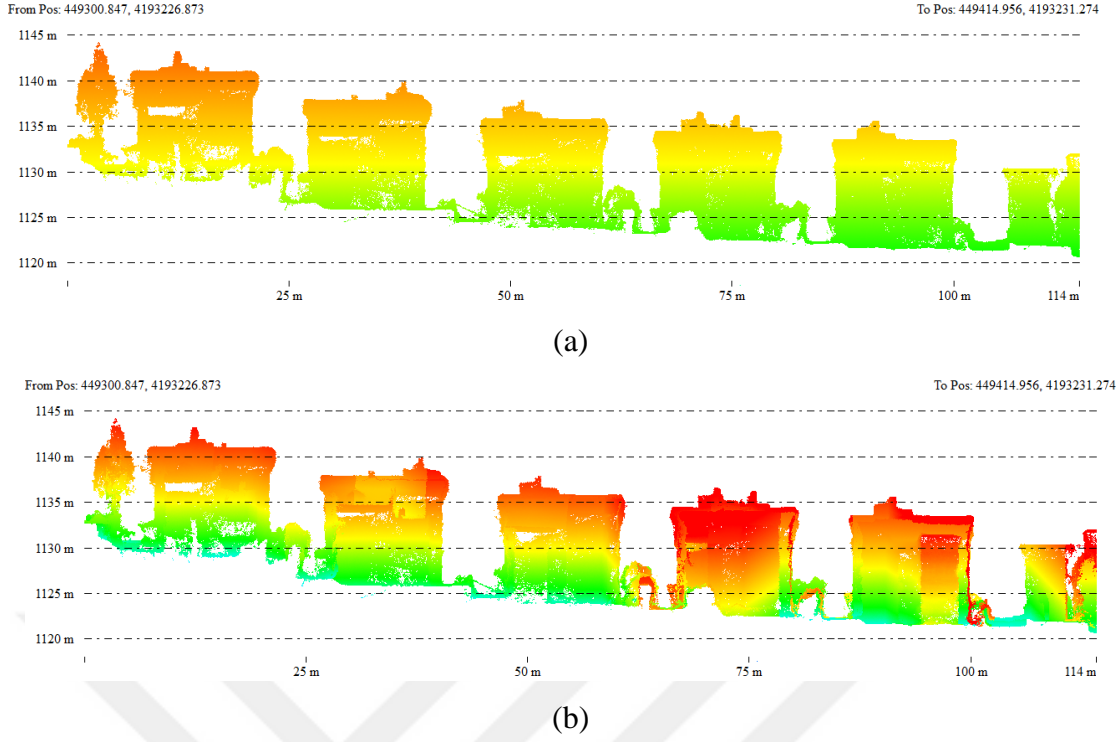 From Pos: 449300.847, 4193226.873 To Pos: 449414.956, 4193231.274
1145 m
1140 m
1135 m
1130 m
1125 m
1120 m
25 m 50 m 75 m 100 m 114 m
(a)
From Pos: 449300.847, 4193226.873 To Pos: 449414.956, 4193231.274
1145 m
1140 m
1135 m
1130 m
1125 m
1120 m
25 m 50 m 75 m 100 m 114 m
(b)